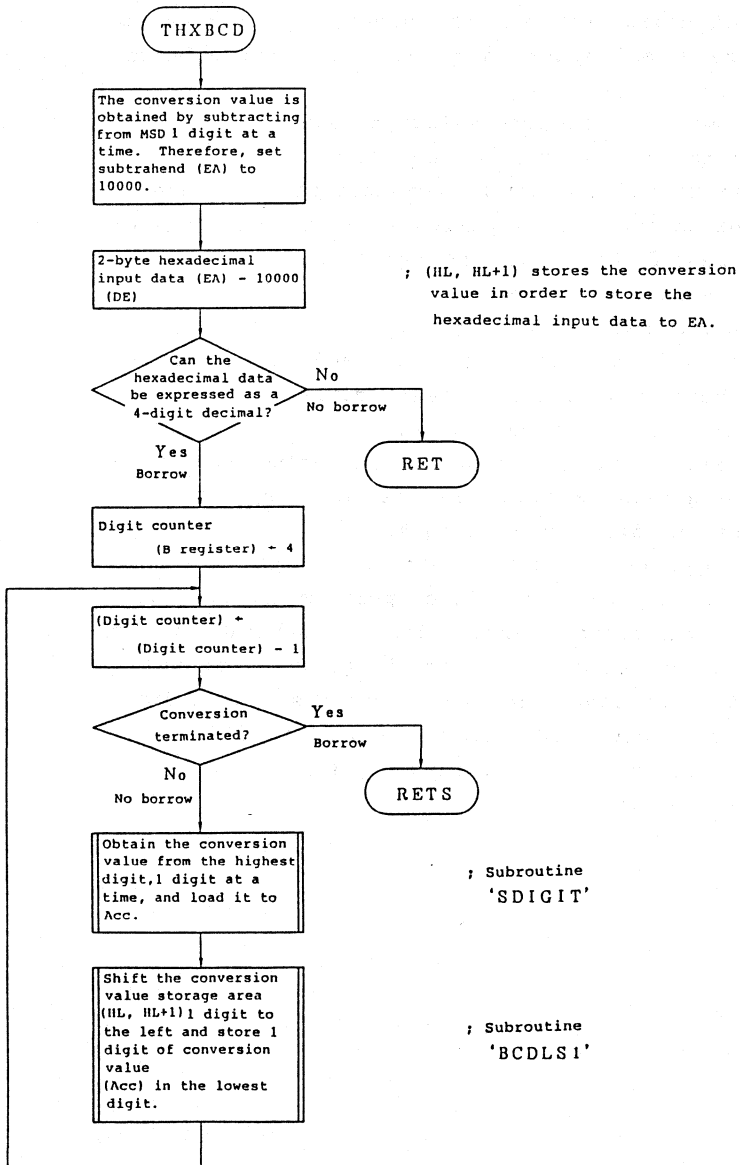 THXBCD
The conversion value is
obtained by subtracting
from MSD 1 digit at a
time. Therefore, set
subtrahend (EA) to
10000.
2-byte hexadecimal
input data (EA) - 10000
(DE)
; (HL, HL+1) stores the conversion
value in order to store the
hexadecimal input data to EA.
Can the
hexadecimal data
be expressed as a
4-digit decimal?
No
No borrow
RET
Yes
Borrow
Digit counter
(B register) ← 4
(Digit counter) ←
(Digit counter) - 1
Conversion
terminated?
Yes
Borrow
RETS
No
No borrow
Obtain the conversion
value from the highest
digit,1 digit at a
time, and load it to
Acc.
; Subroutine
'SDIGIT'
Shift the conversion
value storage area
(HL, HL+1) 1 digit to
the left and store 1
digit of conversion
value
(Acc) in the lowest
digit.
; Subroutine
'BCDLS1'